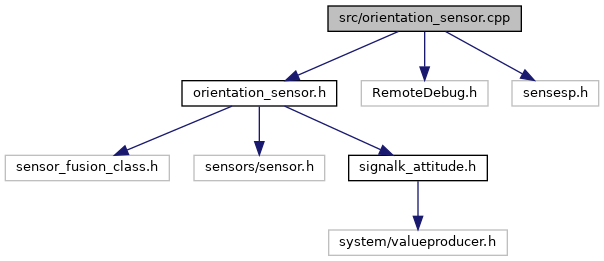 src/orientation_sensor.cpp
orientation_sensor.h
RemoteDebug.h
sensesp.h
sensor_fusion_class.h
sensors/sensor.h
signalk_attitude.h
system/valueproducer.h